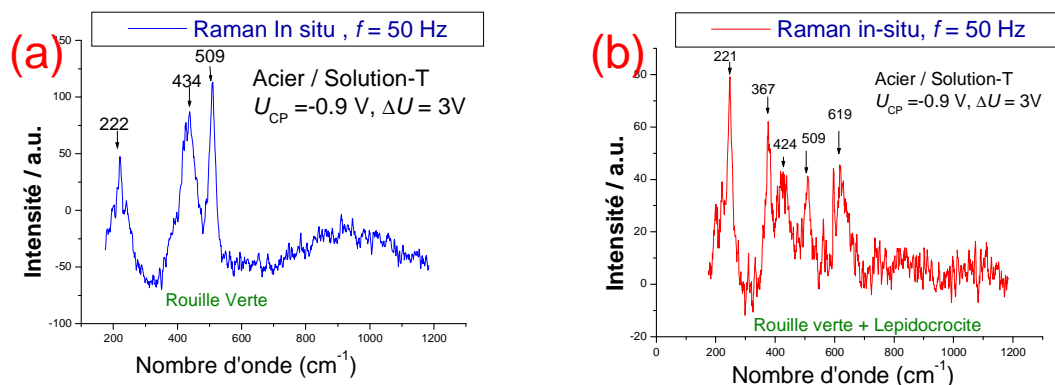 (a)
Raman In situ , f = 50 Hz
150
100
50
0
-50
-100
Intensité / a.u.
222
434
509
Acier / Solution-T
U_CP =-0.9 V, ΔU = 3V
Rouille Verte
200 400 600 800 1000 1200
Nombre d'onde (cm⁻¹)
(b)
Raman in-situ, f = 50 Hz
80
60
40
20
0
-20
Intensité / a.u.
221
367
424
509
619
Acier / Solution-T
U_CP =-0.9 V, ΔU = 3V
Rouille verte + Lepidocrocite
0 200 400 600 800 1000 1200
Nombre d'onde (cm⁻¹)